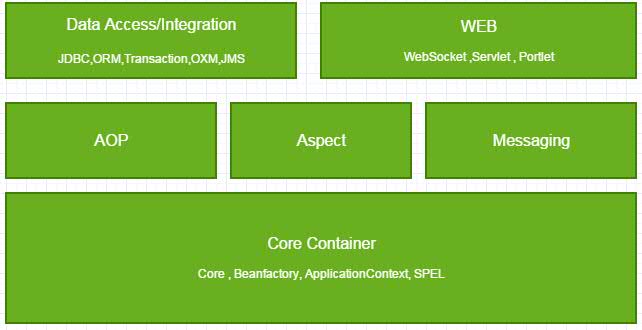 Data Access/Integration
JDBC,ORM,Transaction,OXM,JMS
WEB
WebSocket ,Servlet , Portlet
AOP
Aspect
Messaging
Core Container
Core , Beanfactory, ApplicationContext, SPEL